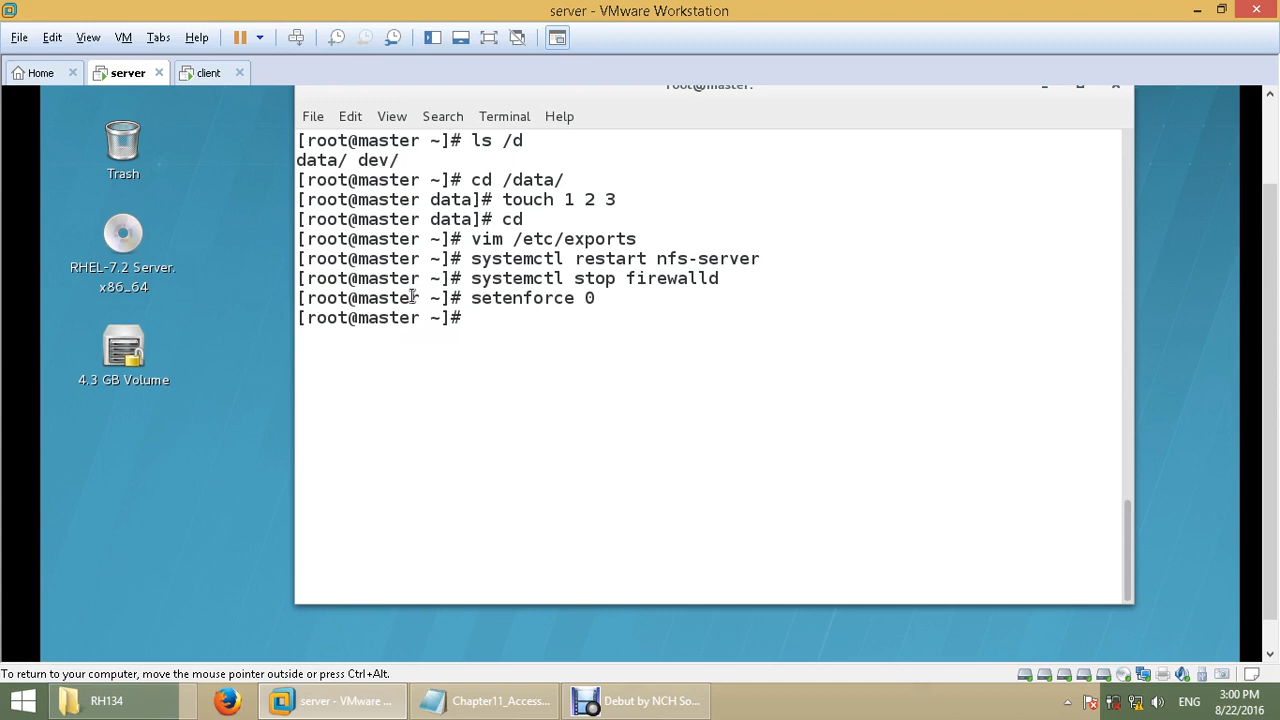 server - VMware Workstation
File Edit View VM Tabs Help
Home server client
root@master:
File Edit View Search Terminal Help
[root@master ~]# ls /d
data/ dev/
[root@master ~]# cd /data/
[root@master data]# touch 1 2 3
[root@master data]# cd
[root@master ~]# vim /etc/exports
[root@master ~]# systemctl restart nfs-server
[root@master ~]# systemctl stop firewalld
[root@master ~]# setenforce 0
[root@master ~]#
Trash
RHEL-7.2 Server.
x86_64
4.3 GB Volume
To return to your computer, move the mouse pointer outside or press Ctrl+Alt.
RH134 server - VMware ... Chapter11_Access... Debut by NCH So... ENG 3:00 PM
8/22/2016